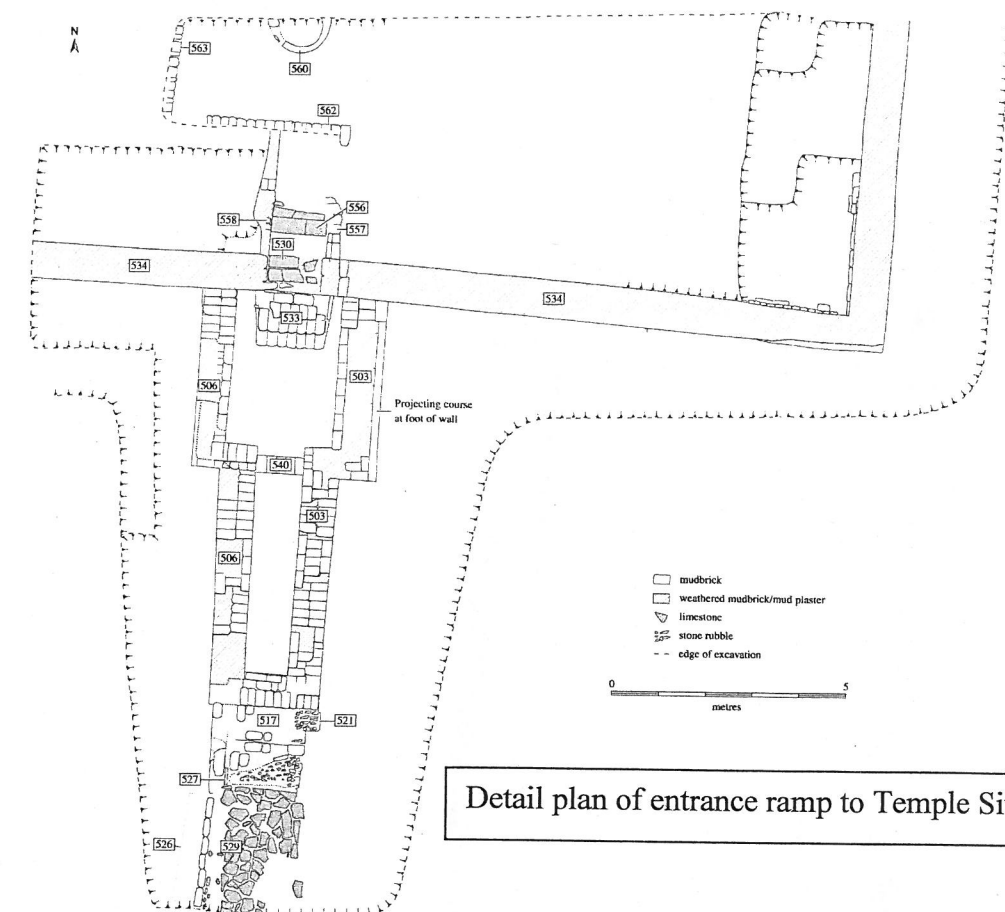 N
563
560
562
556
558
557
530
534
534
533
506
503
Projecting course
at foot of wall
540
503
506
mudbrick
weathered mudbrick/mud plaster
limestone
stone rubble
edge of excavation
0 5
metres
517
521
527
526
529
Detail plan of entrance ramp to Temple Si